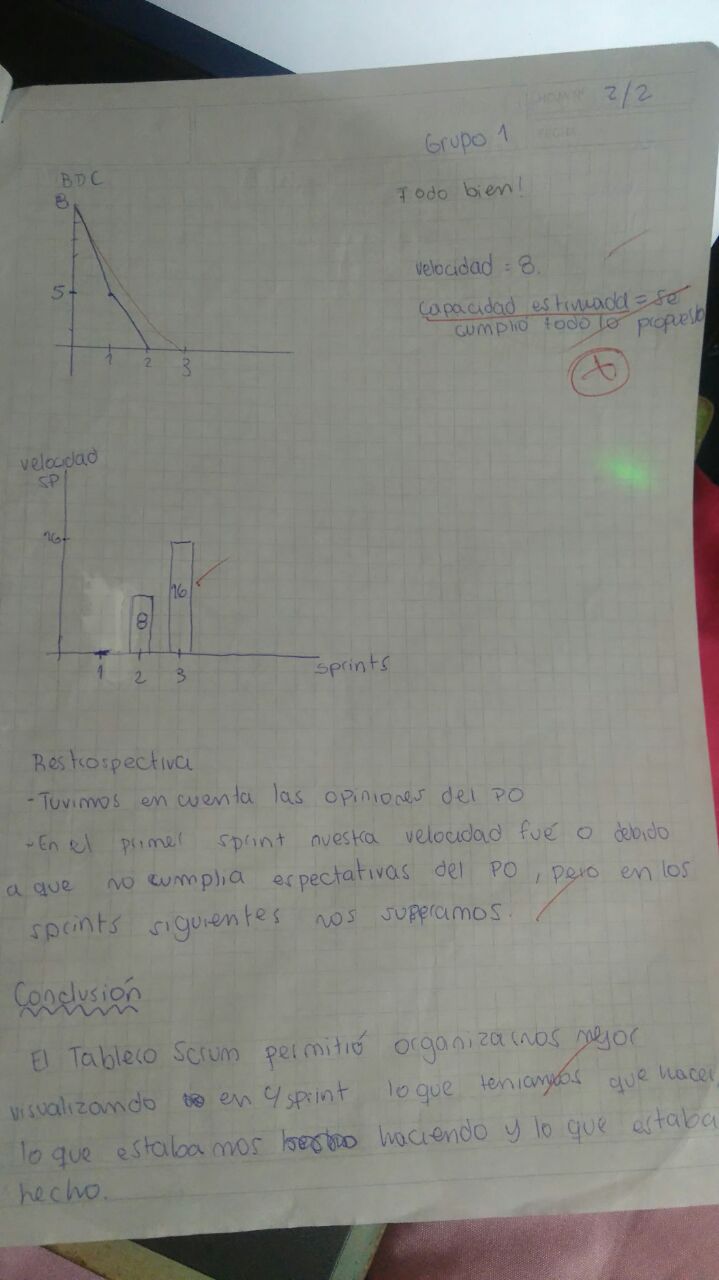 HOJA Nº 2/2
FECHA
Grupo 1
BDC
Todo bien!
8
velocidad = 8.
5
capacidad estimada = se
cumplio todo lo propuesto
1 2 3
velocidad
SP
16
16
8
1 2 3
sprints
Restrospectiva
- Tuvimos en cuenta las opiniones del PO
- En el primer sprint nuestra velocidad fué 0 debido
a que no cumplia espectativas del PO, pero en los
sprints siguientes nos superamos.
Conclusión
El Tablero Scrum permitió organizarnos mejor
visualizando en c/sprint lo que teniamos que hacer
lo que estabamos haciendo y lo que estaba
hecho.